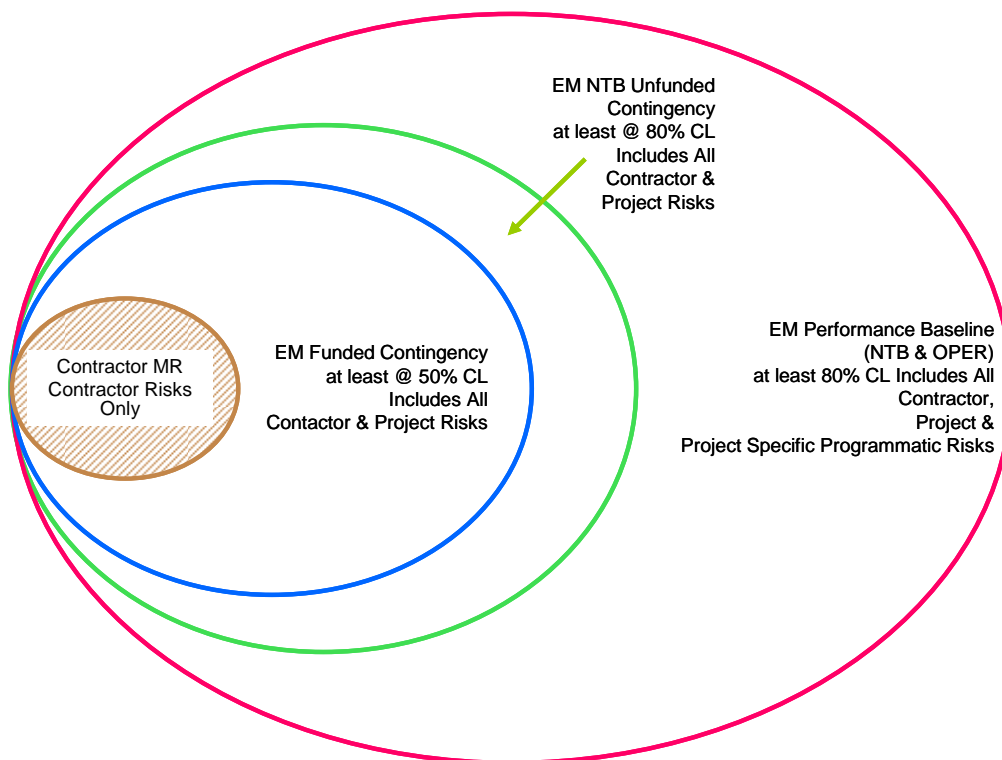 EM NTB Unfunded
Contingency
at least @ 80% CL
Includes All
Contractor &
Project Risks
EM Performance Baseline
(NTB & OPER)
at least 80% CL Includes All
Contractor,
Project &
Project Specific Programmatic Risks
EM Funded Contingency
at least @ 50% CL
Includes All
Contactor & Project Risks
Contractor MR
Contractor Risks
Only